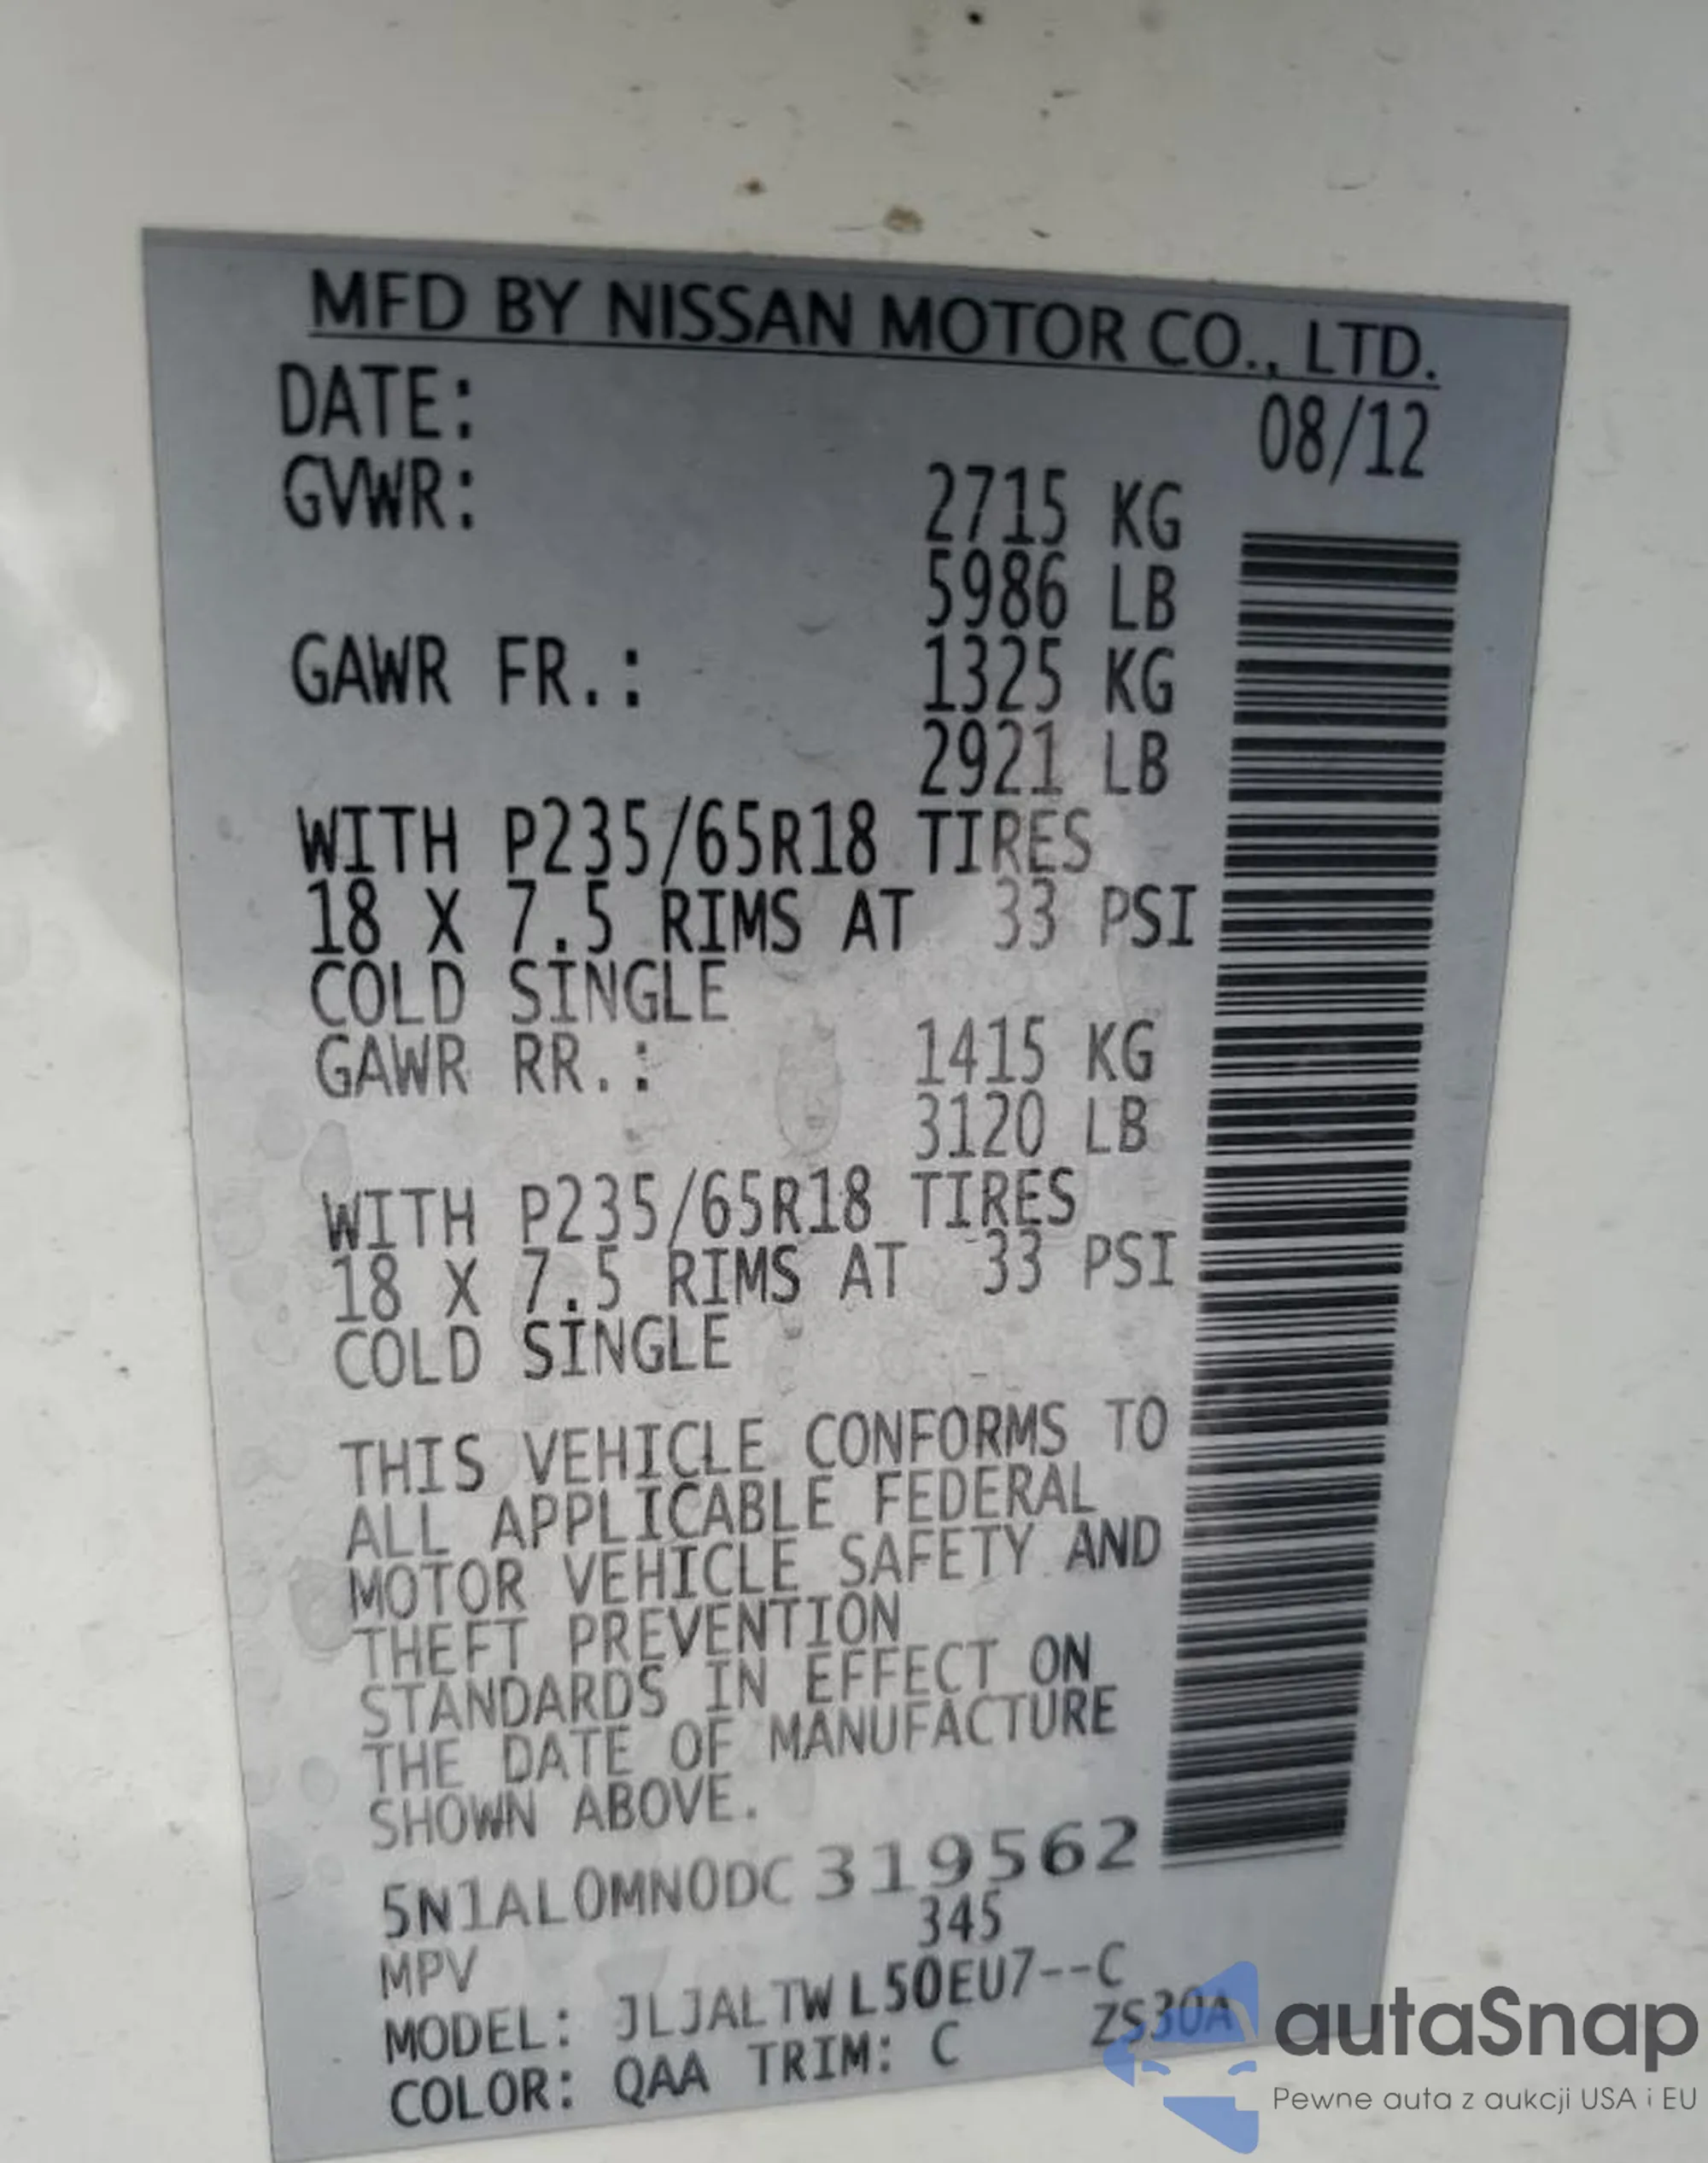 MFD BY NISSAN MOTOR CO., LTD.
DATE: 08/12
GVWR: 2715 KG
5986 LB
GAWR FR.: 1325 KG
2921 LB
WITH P235/65R18 TIRES
18 X 7.5 RIMS AT 33 PSI
COLD SINGLE
GAWR RR.: 1415 KG
3120 LB
WITH P235/65R18 TIRES
18 X 7.5 RIMS AT 33 PSI
COLD SINGLE
THIS VEHICLE CONFORMS TO
ALL APPLICABLE FEDERAL
MOTOR VEHICLE SAFETY AND
THEFT PREVENTION
STANDARDS IN EFFECT ON
THE DATE OF MANUFACTURE
SHOWN ABOVE.
5N1AL0MN0DC319562
MPV 345
MODEL: JLJALTWL50EU7--C
COLOR: QAA TRIM: C ZS30A
autaSnap
Pewne auta z aukcji USA i EU